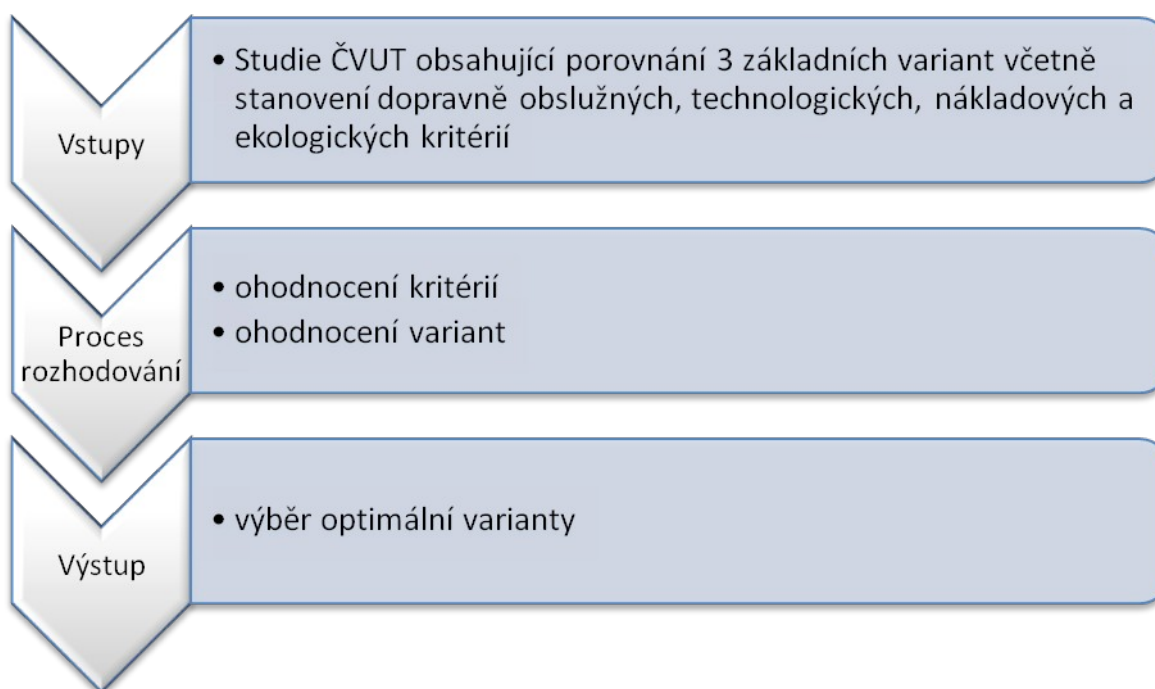 Vstupy
• Studie ČVUT obsahující porovnání 3 základních variant včetně
stanovení dopravně obslužných, technologických, nákladových a
ekologických kritérií
Proces
rozhodování
• ohodnocení kritérií
• ohodnocení variant
Výstup
• výběr optimální varianty